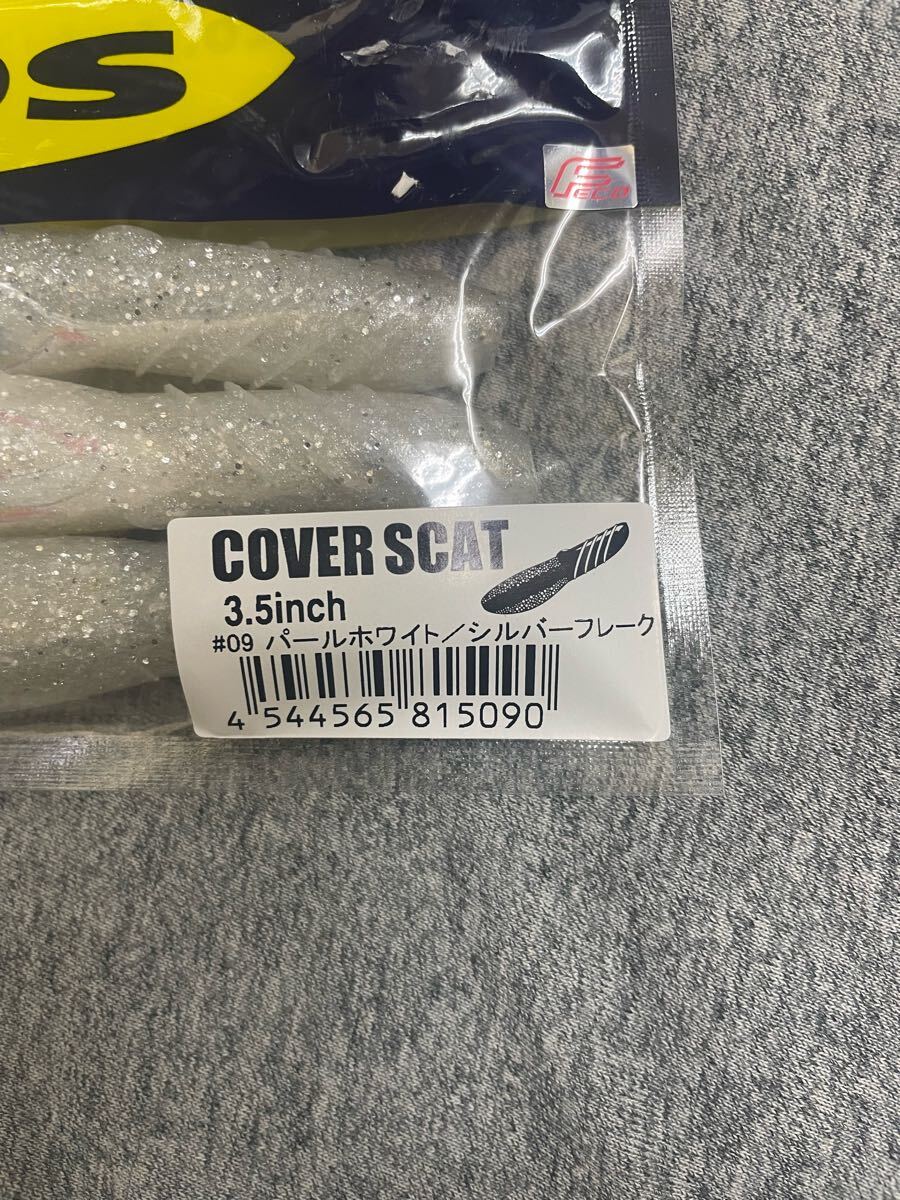 COVER SCAT
3.5inch
#09 パールホワイト／シルバーフレーク
4 544565 815090